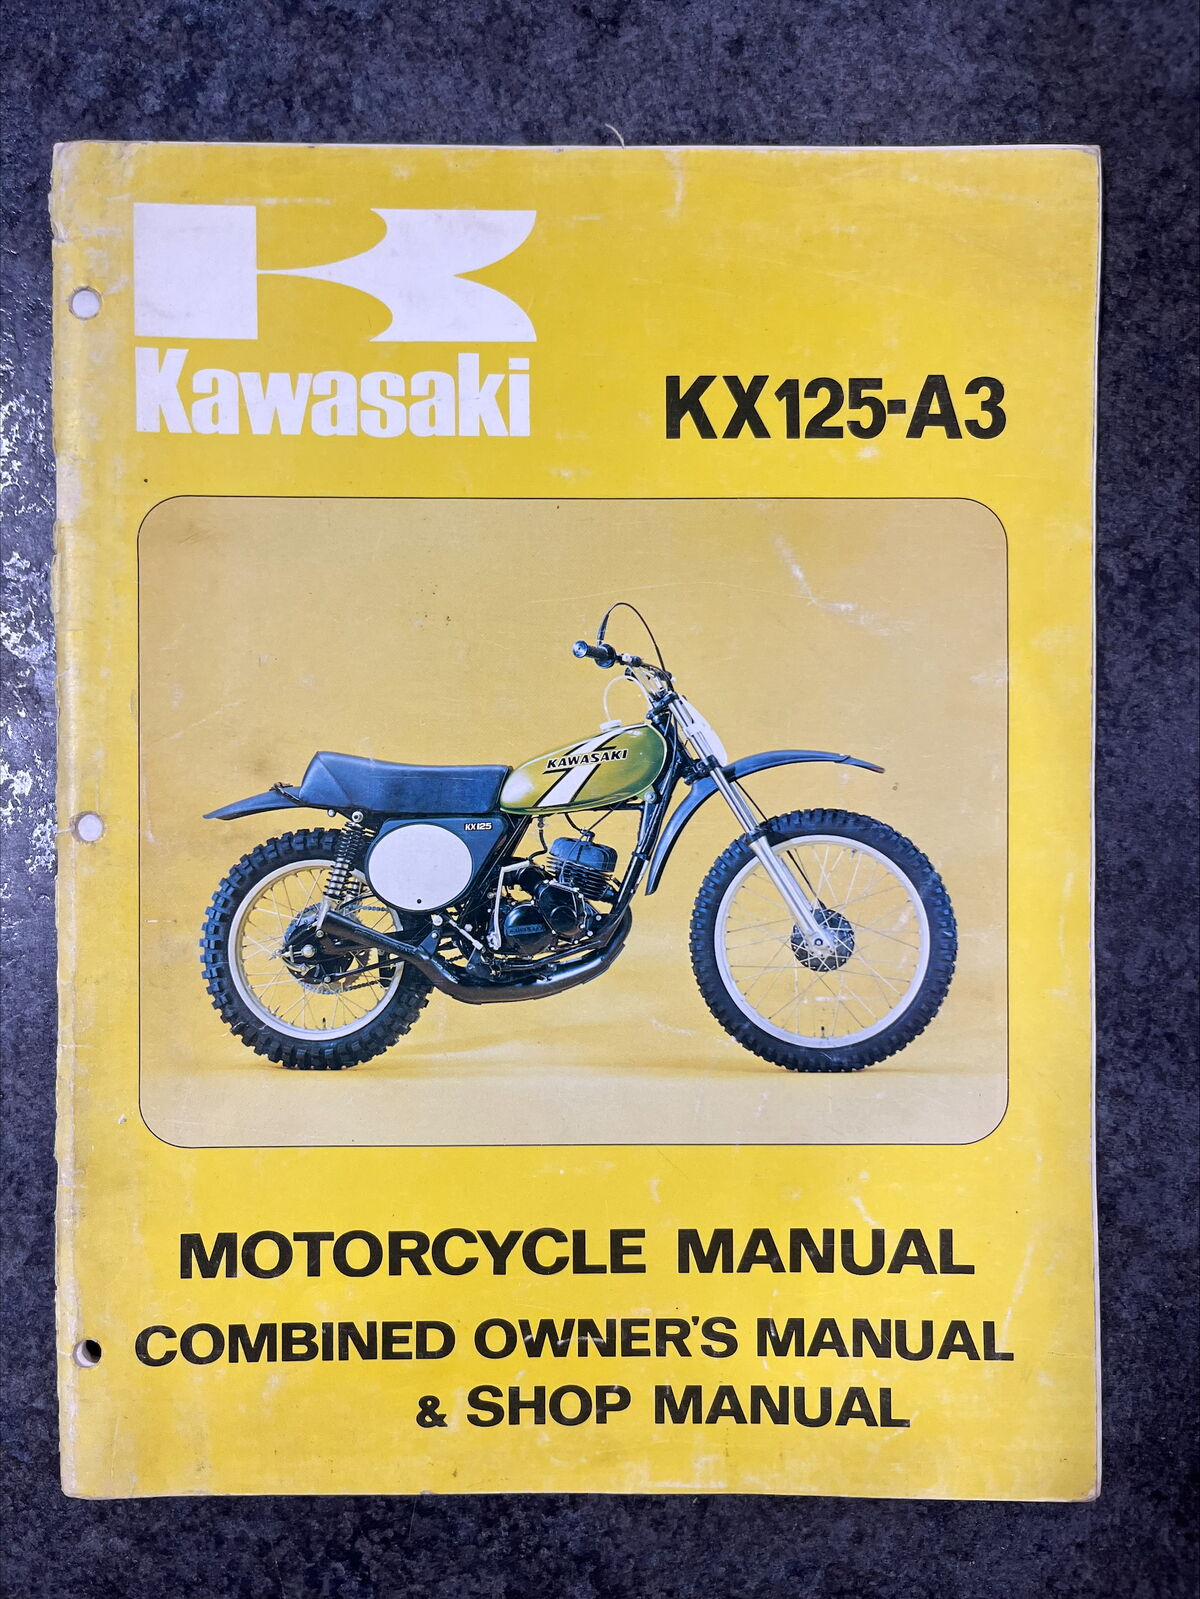 Kawasaki
KX125-A3
KAWASAKI
KX125
MOTORCYCLE MANUAL
COMBINED OWNER'S MANUAL
& SHOP MANUAL